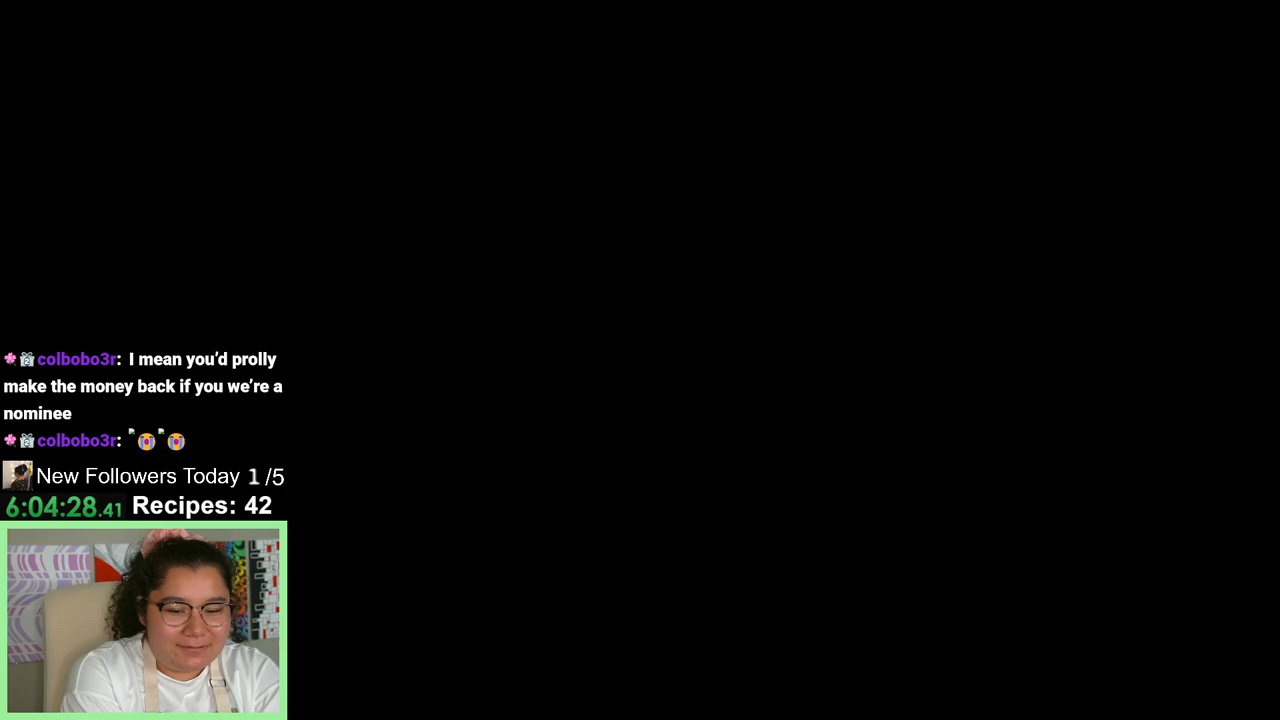 colbobo3r: I mean you’d prolly
make the money back if you we’re a
nominee
colbobo3r: 😭😭
New Followers Today 1 /5
6:04:28.41 Recipes: 42